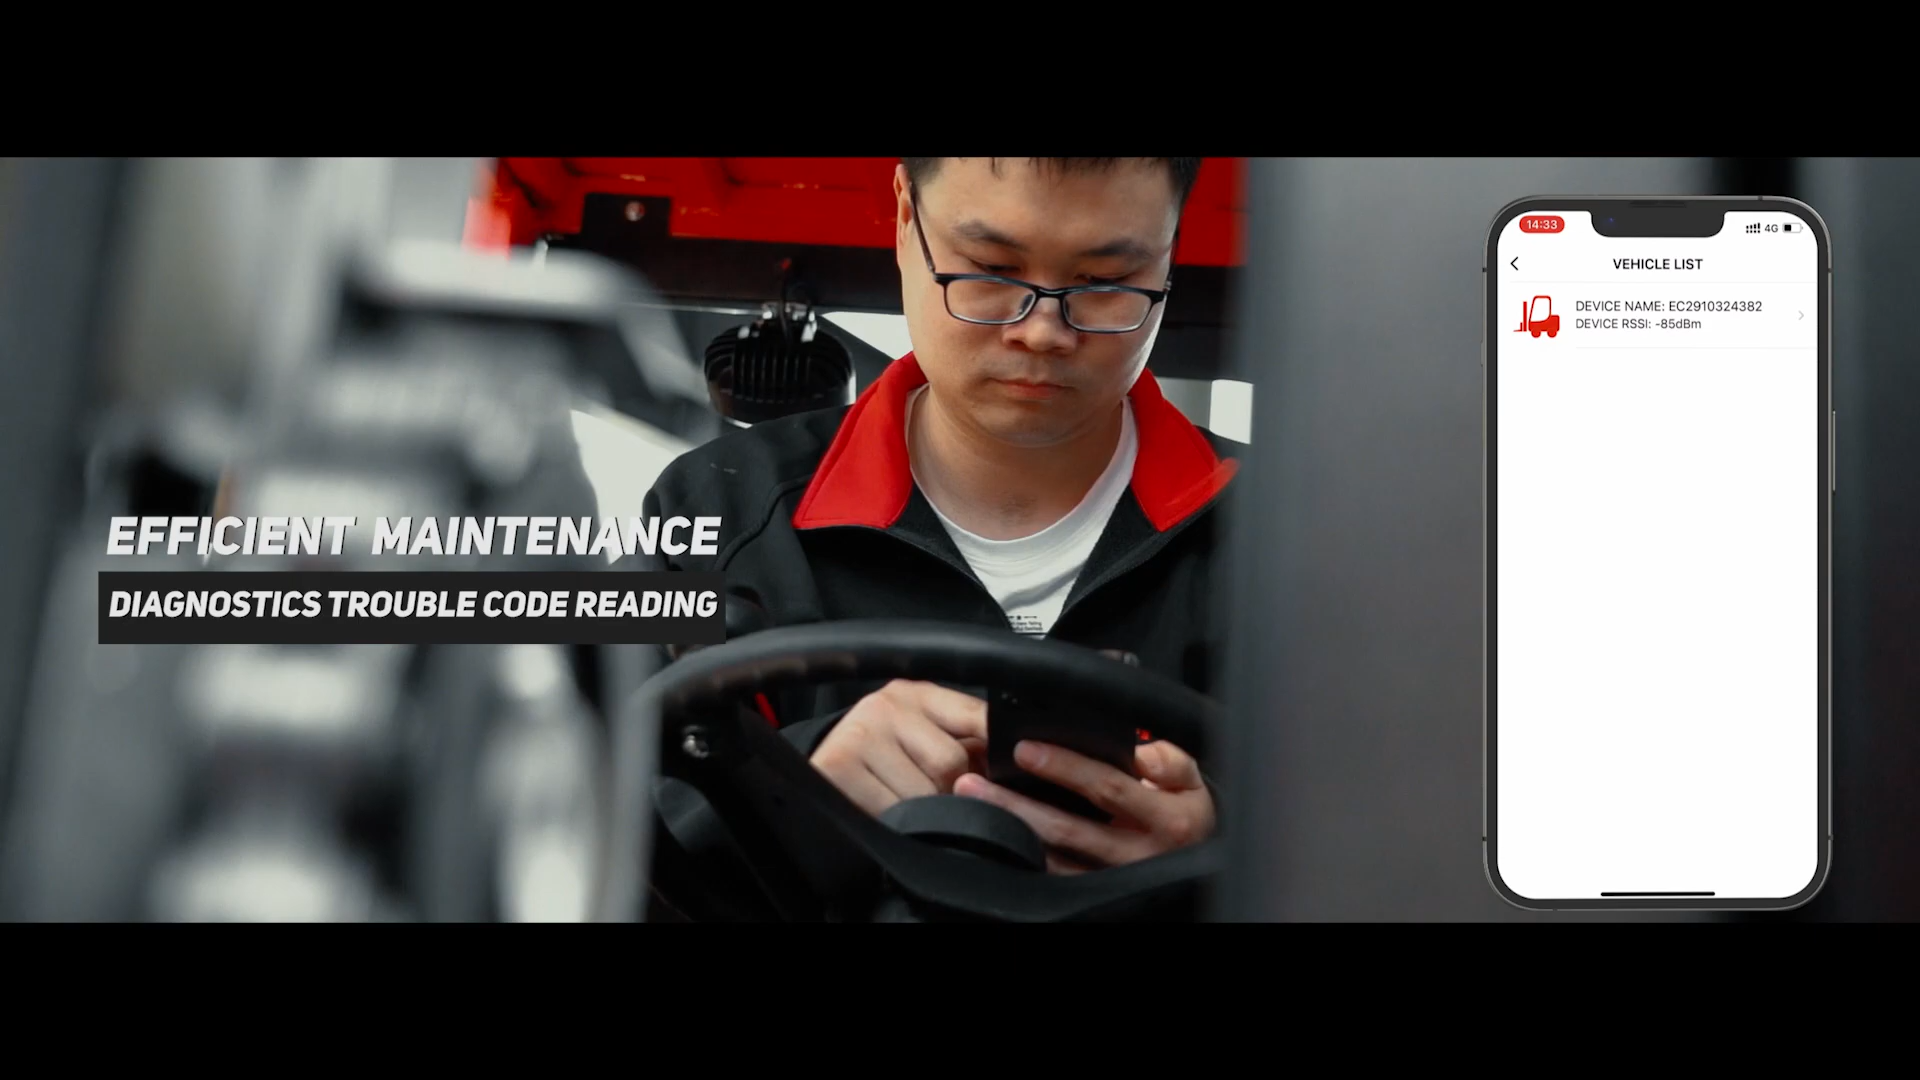 EFFICIENT MAINTENANCE
DIAGNOSTICS TROUBLE CODE READING
14:33
4G
VEHICLE LIST
DEVICE NAME: EC2910324382
DEVICE RSSI: -85dBm